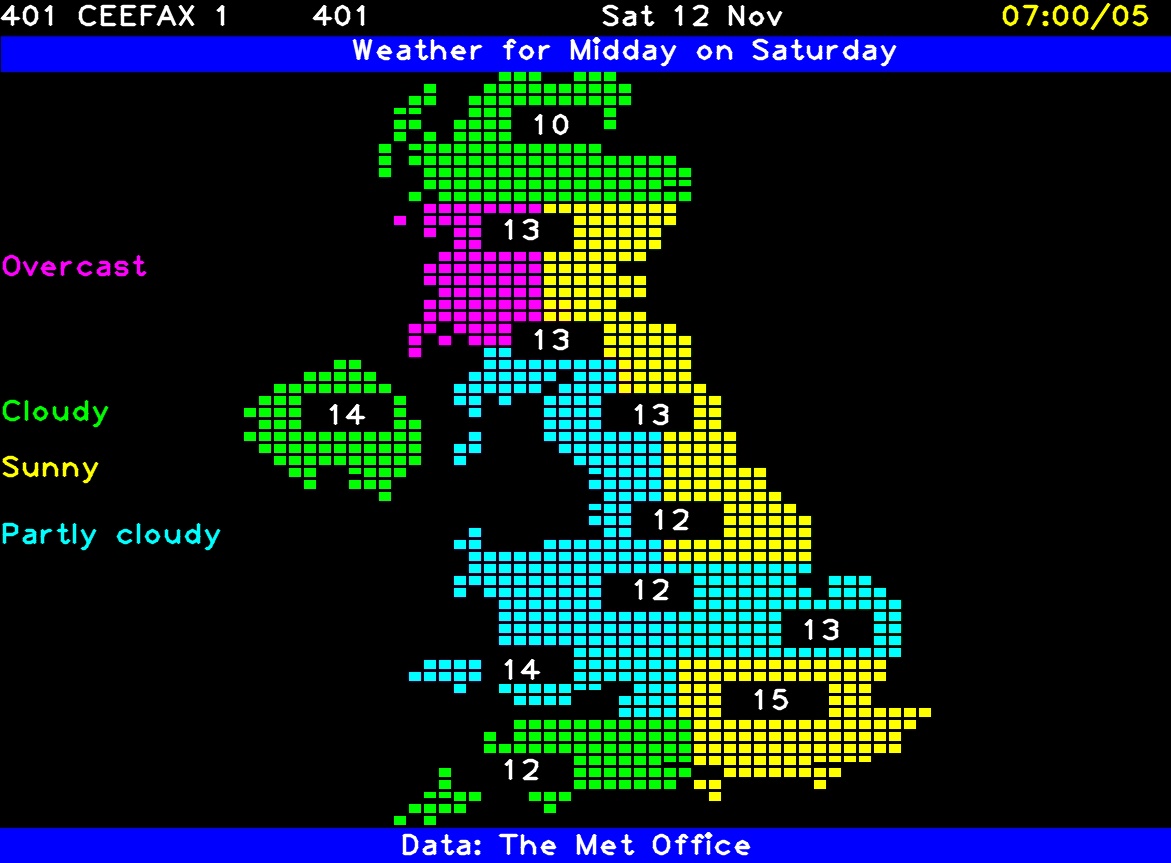 401 CEEFAX 1 401 Sat 12 Nov 07:00/05
Weather for Midday on Saturday
10
13
Overcast
13
Cloudy
14
13
Sunny
12
Partly cloudy
12
13
14
15
12
Data: The Met Office